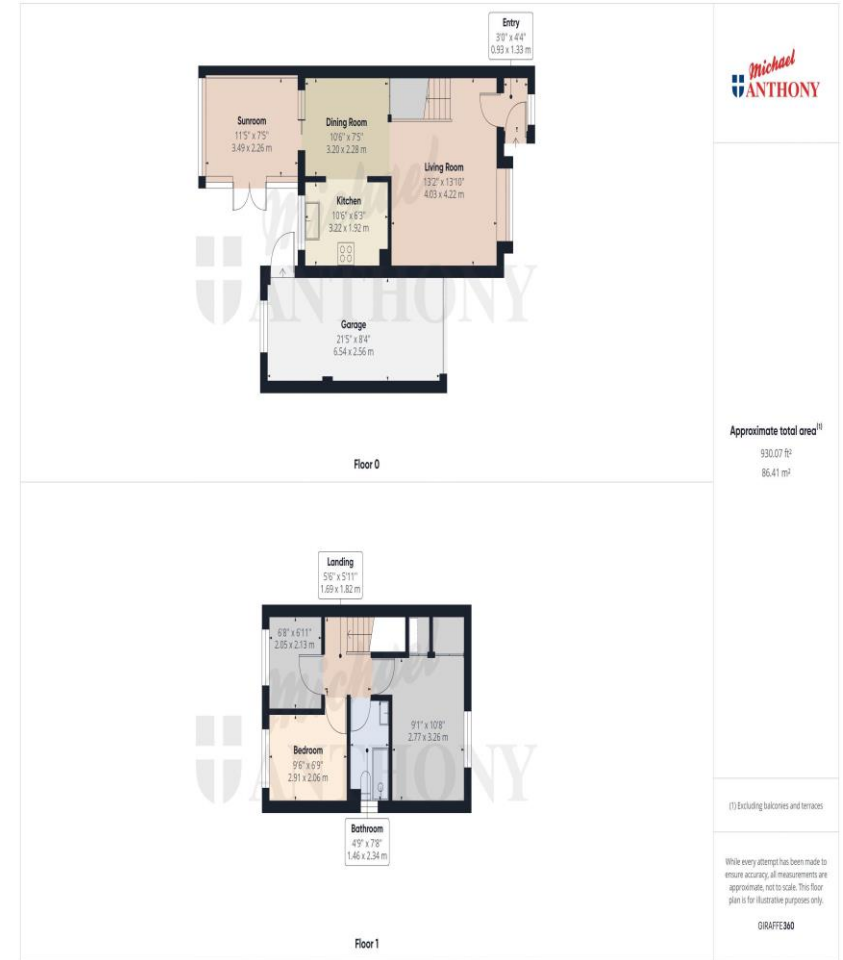 Entry
3'0" x 4'4"
0.93 x 1.33 m
Michael
ANTHONY
Sunroom
11'5" x 7'5"
3.49 x 2.26 m
Dining Room
10'6" x 7'5"
3.20 x 2.28 m
Living Room
13'2" x 13'10"
4.03 x 4.22 m
Kitchen
10'6" x 6'3"
3.22 x 1.92 m
Michael
ANTHONY
Garage
21'5" x 8'4"
6.54 x 2.56 m
Floor 0
Approximate total area(1)
930.07 ft²
86.41 m²
Landing
5'6" x 5'11"
1.69 x 1.82 m
6'8" x 6'11"
2.05 x 2.13 m
9'1" x 10'8"
2.77 x 3.26 m
Michael
ANTHONY
Bedroom
9'6" x 6'9"
2.91 x 2.06 m
Bathroom
4'9" x 7'8"
1.46 x 2.34 m
Floor 1
(1) Excluding balconies and terraces
While every attempt has been made to
ensure accuracy, all measurements are
approximate, not to scale. This floor
plan is for illustrative purposes only.
GIRAFFE360